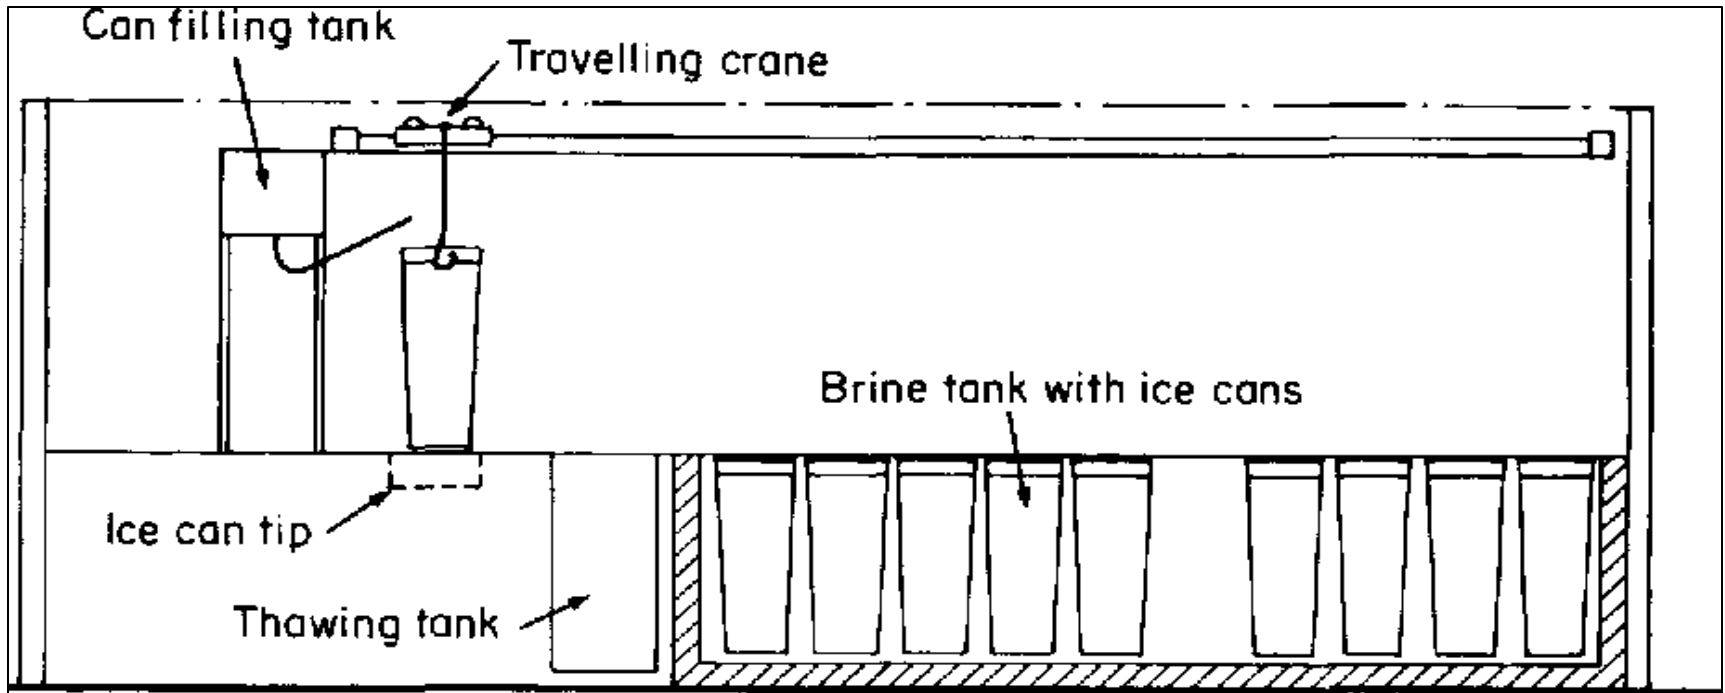 Can filling tank
Travelling crane
Brine tank with ice cans
Ice can tip
Thawing tank